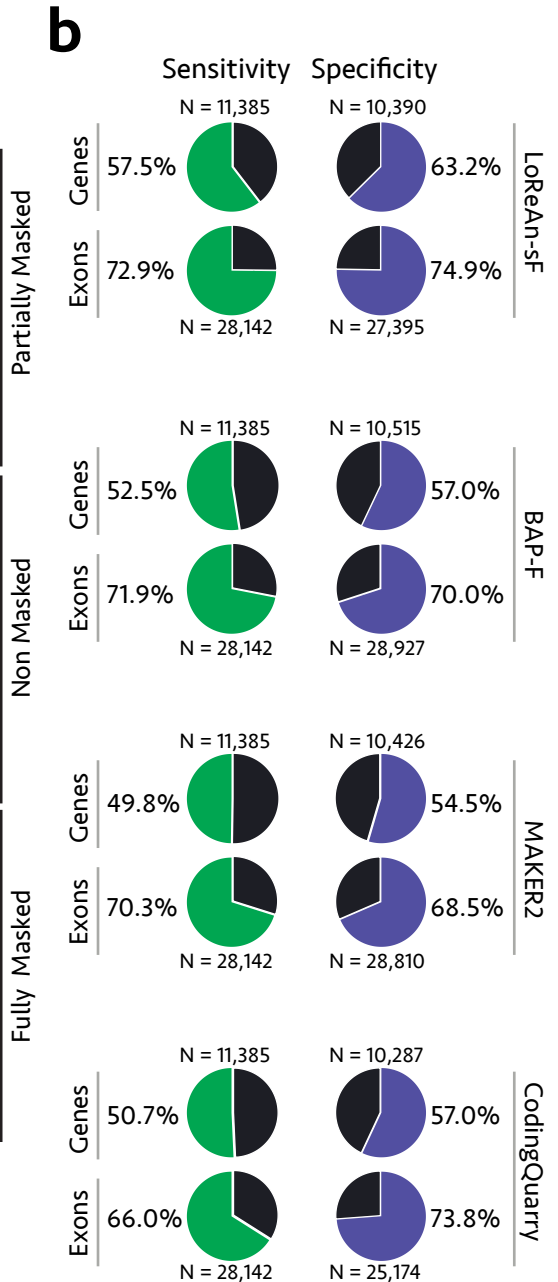 b
Sensitivity Specificity
N = 11,385 N = 10,390
Genes 57.5% 63.2%
Exons 72.9% 74.9%
N = 28,142 N = 27,395
LoReAn-sF
Partially Masked
N = 11,385 N = 10,515
Genes 52.5% 57.0%
Exons 71.9% 70.0%
N = 28,142 N = 28,927
BAP-F
Non Masked
N = 11,385 N = 10,426
Genes 49.8% 54.5%
Exons 70.3% 68.5%
N = 28,142 N = 28,810
MAKER2
Fully Masked
N = 11,385 N = 10,287
Genes 50.7% 57.0%
Exons 66.0% 73.8%
N = 28,142 N = 25,174
CodingQuarry